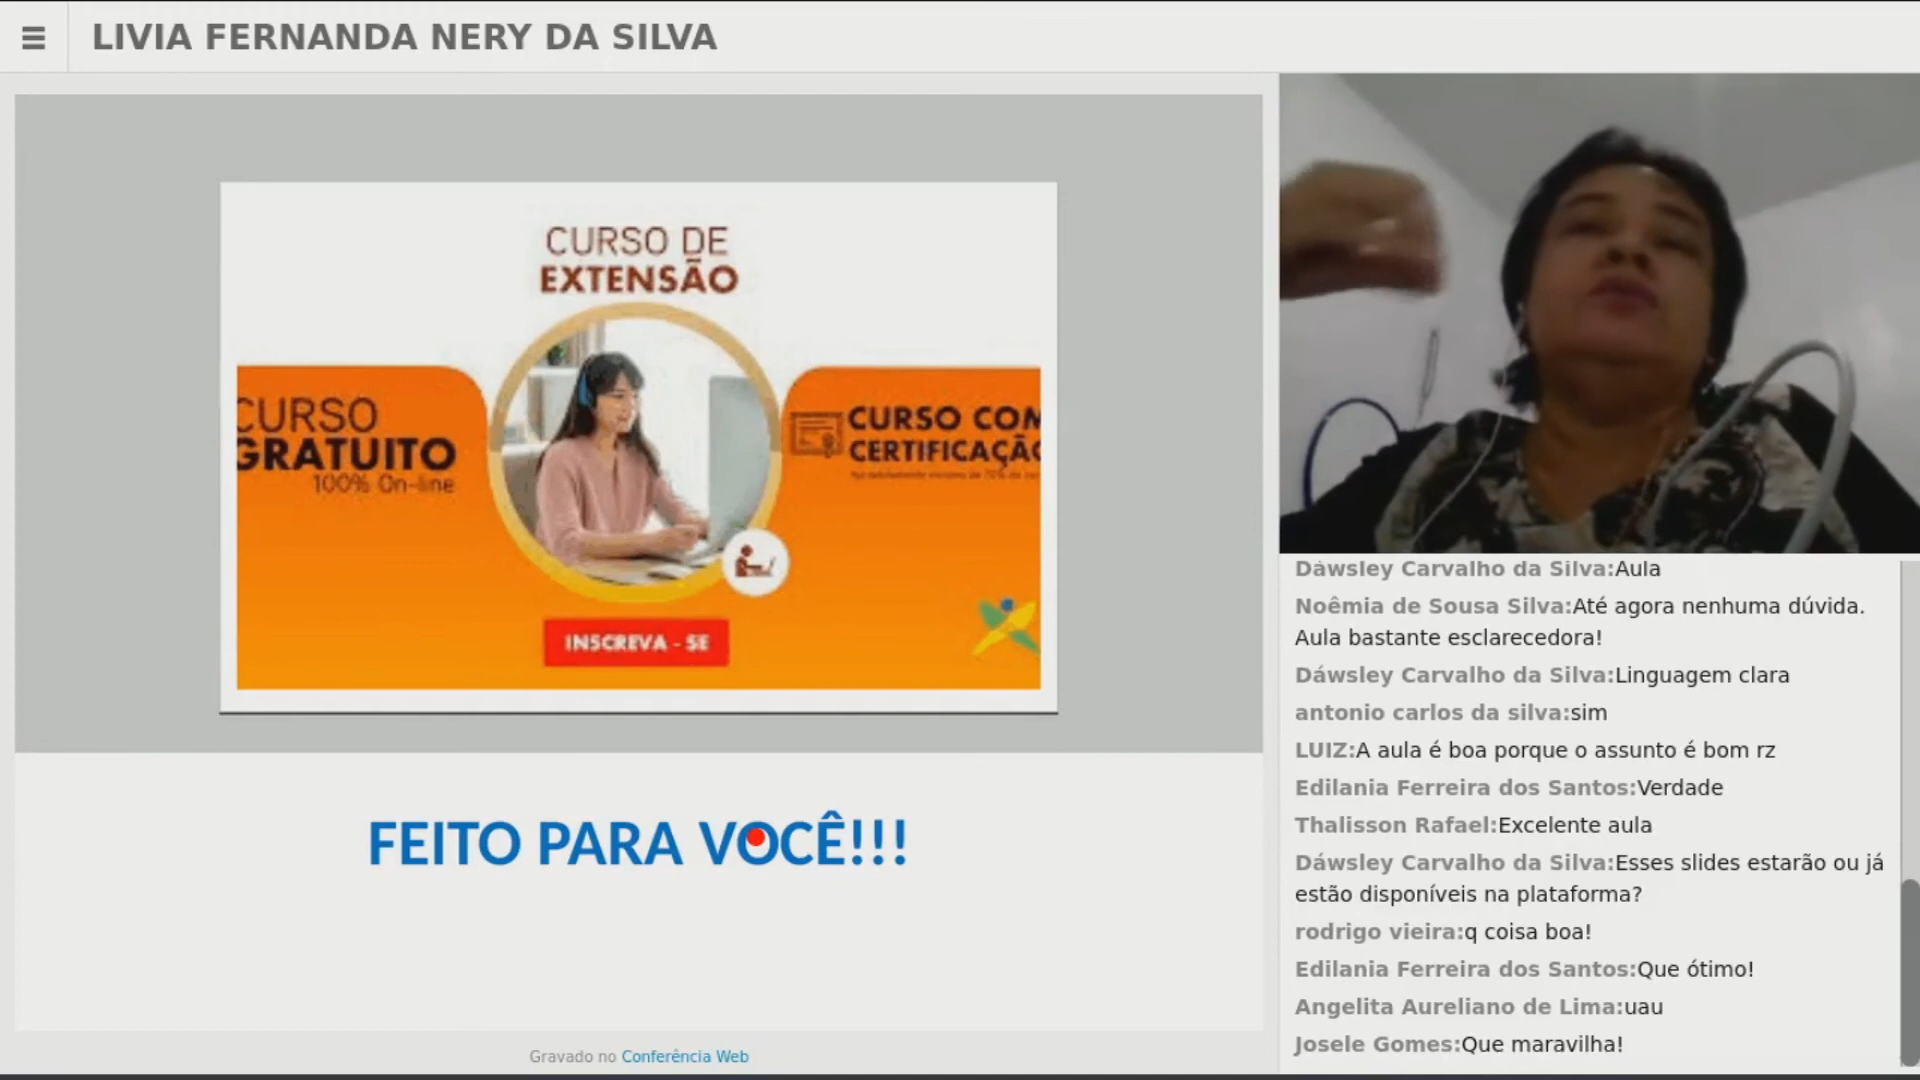 LIVIA FERNANDA NERY DA SILVA
CURSO DE
EXTENSÃO
CURSO
GRATUITO
100% On-line
CURSO COM
CERTIFICAÇÃO
INSCREVA - SE
FEITO PARA VOCÊ!!!
Gravado no Conferência Web
Dáwsley Carvalho da Silva:Aula
Noêmia de Sousa Silva:Até agora nenhuma dúvida.
Aula bastante esclarecedora!
Dáwsley Carvalho da Silva:Linguagem clara
antonio carlos da silva:sim
LUIZ:A aula é boa porque o assunto é bom rz
Edilania Ferreira dos Santos:Verdade
Thalisson Rafael:Excelente aula
Dáwsley Carvalho da Silva:Esses slides estarão ou já
estão disponíveis na plataforma?
rodrigo vieira:q coisa boa!
Edilania Ferreira dos Santos:Que ótimo!
Angelita Aureliano de Lima:uau
Josele Gomes:Que maravilha!